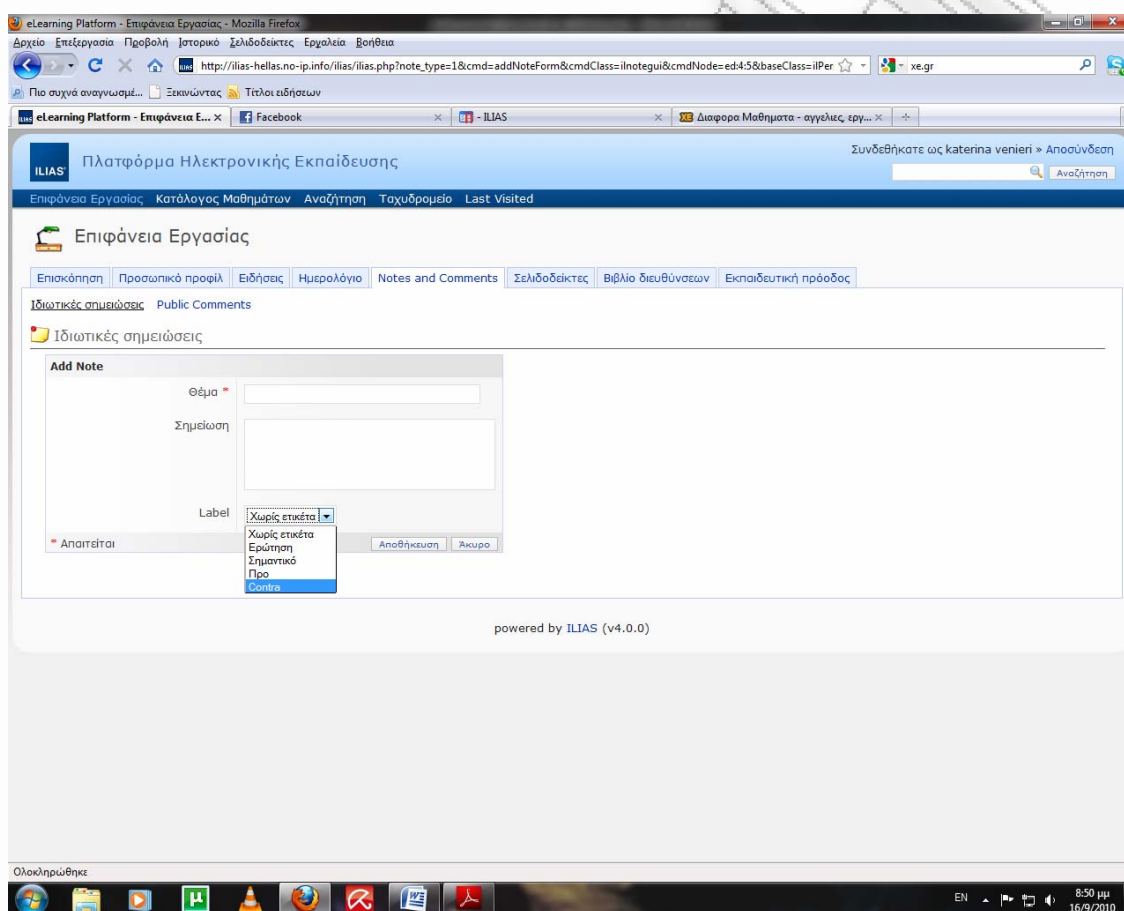 eLearning Platform - Επιφάνεια Εργασίας - Mozilla Firefox
Αρχείο Επεξεργασία Προβολή Ιστορικό Σελιδοδείκτες Εργαλεία Βοήθεια
http://ilias-hellas.no-ip.info/ilias/ilias.php?note_type=1&cmd=addNoteForm&cmdClass=ilnotegui&cmdNode=ed:4:5&baseClass=ilPer xe.gr
Πιο συχνά αναγνωσμέ... Ξεκινώντας Τίτλοι ειδήσεων
eLearning Platform - Επιφάνεια Ε... Facebook - ILIAS Διαφορα Μαθηματα - αγγελιες, εργ...
Συνδεθήκατε ως katerina venieri » Αποσύνδεση
ILIAS Πλατφόρμα Ηλεκτρονικής Εκπαίδευσης
Αναζήτηση
Επιφάνεια Εργασίας Κατάλογος Μαθημάτων Αναζήτηση Ταχυδρομείο Last Visited
Επιφάνεια Εργασίας
Επισκόπηση Προσωπικό προφίλ Ειδήσεις Ημερολόγιο Notes and Comments Σελιδοδείκτες Βιβλίο διευθύνσεων Εκπαιδευτική πρόοδος
Ιδιωτικές σημειώσεις Public Comments
Ιδιωτικές σημειώσεις
Add Note
Θέμα *
Σημείωση
Label Χωρίς ετικέτα
Χωρίς ετικέτα
Ερώτηση
Σημαντικό
Προ
Contra
* Απαιτείται Αποθήκευση Άκυρο
powered by ILIAS (v4.0.0)
Ολοκληρώθηκε
EN 8:50 μμ
16/9/2010